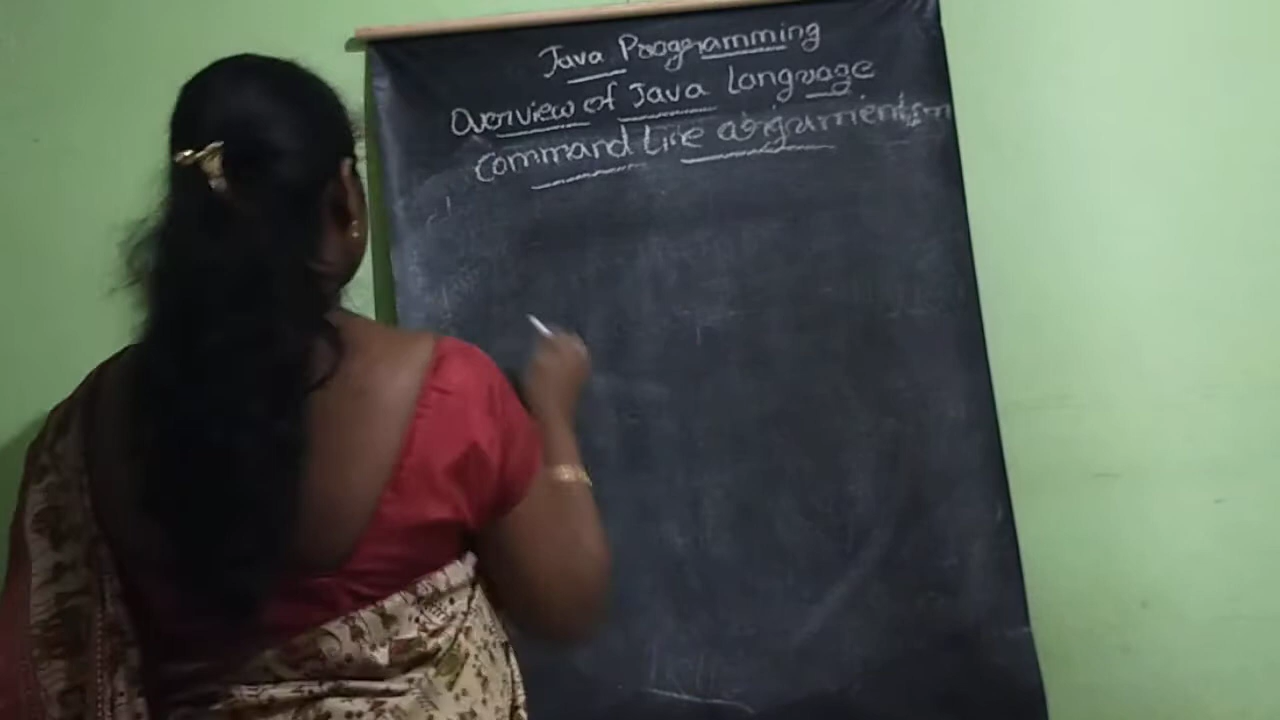 Java Programming
Overview of Java Language
Command Line arguments